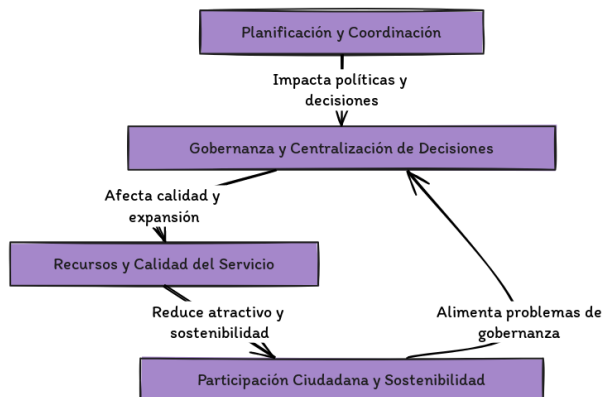 Planificación y Coordinación
Impacta políticas y
decisiones
Gobernanza y Centralización de Decisiones
Afecta calidad y
expansión
Recursos y Calidad del Servicio
Reduce atractivo y
sostenibilidad
Alimenta problemas de
gobernanza
Participación Ciudadana y Sostenibilidad